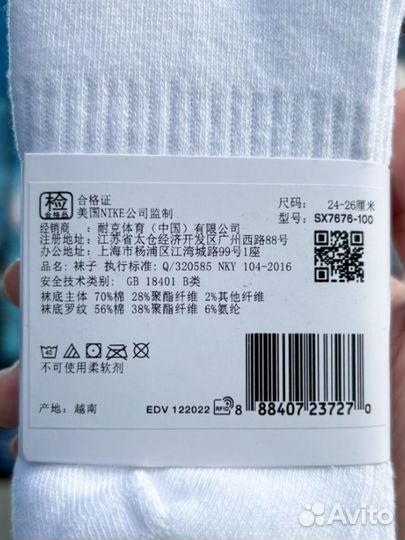 检
合格品
合格证
美国NIKE公司监制
经销商 : 耐克体育(中国)有限公司
注册地址:江苏省太仓经济开发区广州西路88号
办公地址:上海市杨浦区江湾城路99号1座
品名: 袜子 执行标准: Q/320585 NKY 104-2016
安全技术类别: GB 18401 B类
袜底主体 70%棉 28%聚酯纤维 2%其他纤维
袜底罗纹 56%棉 38%聚酯纤维 6%氨纶
尺码: 24-26厘米
型号: SX7676-100
40
不可使用柔软剂
产地: 越南
EDV 122022 RFID 8 88407 23727 0
Avito